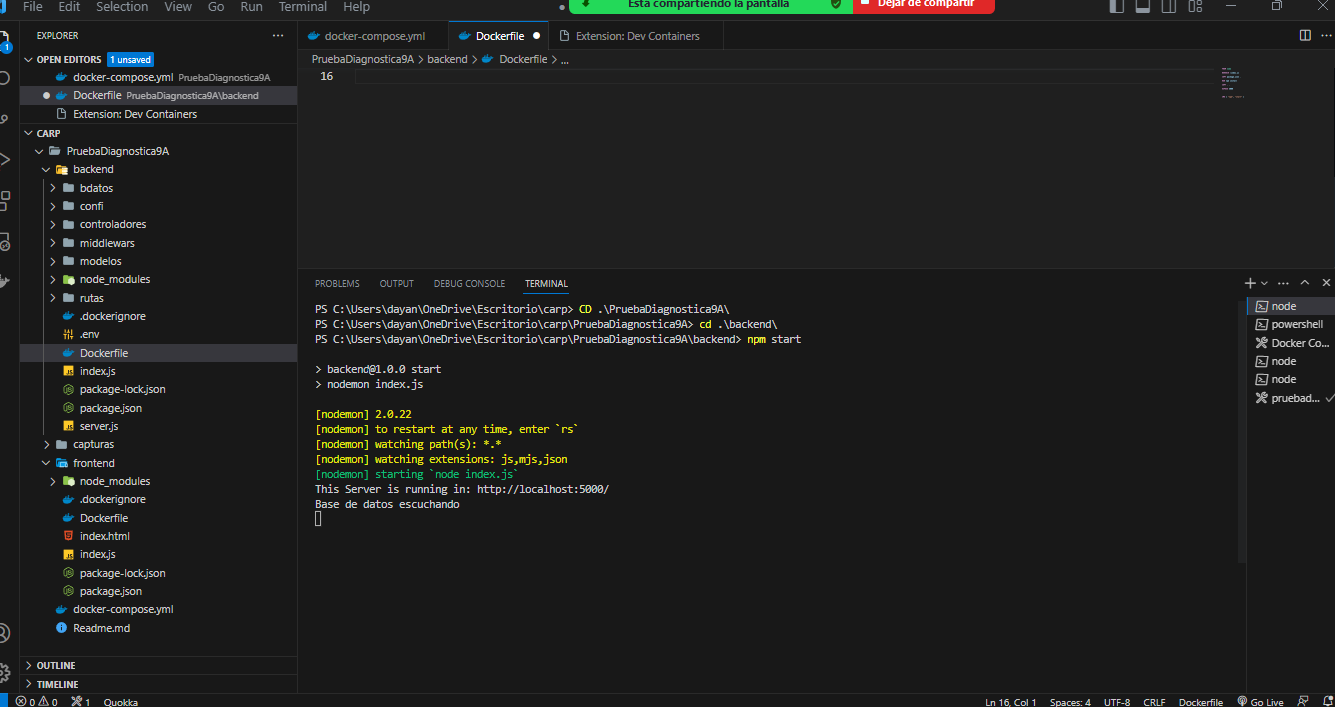 File Edit Selection View Go Run Terminal Help
Está compartiendo la pantalla
Dejar de compartir
EXPLORER
OPEN EDITORS 1 unsaved
docker-compose.yml PruebaDiagnostica9A
Dockerfile PruebaDiagnostica9A\backend
Extension: Dev Containers
CARP
PruebaDiagnostica9A
backend
bdatos
confi
controladores
middlewars
modelos
node_modules
rutas
.dockerignore
.env
Dockerfile
index.js
package-lock.json
package.json
server.js
capturas
frontend
node_modules
.dockerignore
Dockerfile
index.html
index.js
package-lock.json
package.json
docker-compose.yml
Readme.md
OUTLINE
TIMELINE
docker-compose.yml Dockerfile Extension: Dev Containers
PruebaDiagnostica9A > backend > Dockerfile > ...
16
PROBLEMS OUTPUT DEBUG CONSOLE TERMINAL
PS C:\Users\dayan\OneDrive\Escritorio\carp> CD .\PruebaDiagnostica9A\
PS C:\Users\dayan\OneDrive\Escritorio\carp\PruebaDiagnostica9A> cd .\backend\
PS C:\Users\dayan\OneDrive\Escritorio\carp\PruebaDiagnostica9A\backend> npm start
> backend@1.0.0 start
> nodemon index.js
[nodemon] 2.0.22
[nodemon] to restart at any time, enter `rs`
[nodemon] watching path(s): *.*
[nodemon] watching extensions: js,mjs,json
[nodemon] starting `node index.js`
This Server is running in: http://localhost:5000/
Base de datos escuchando
node
powershell
Docker Co...
node
node
pruebad...
1
0 0 1 Quokka
Ln 16, Col 1 Spaces: 4 UTF-8 CRLF Dockerfile Go Live